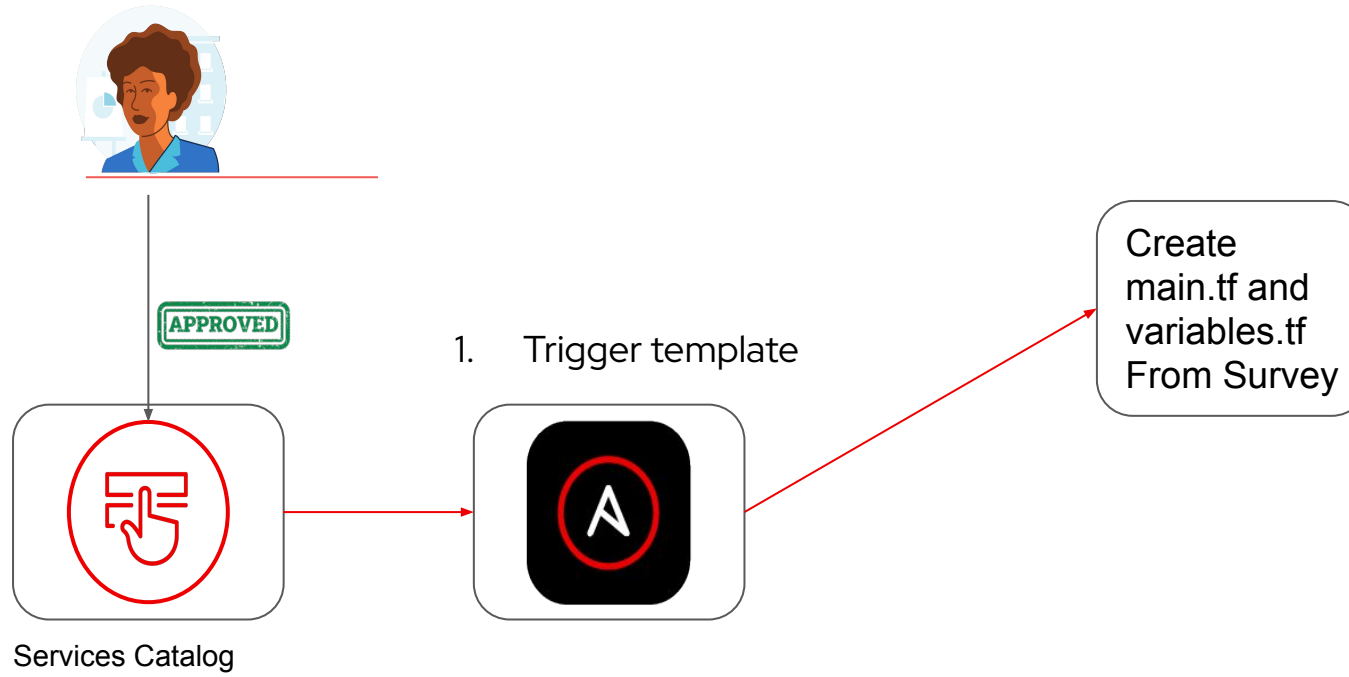 APPROVED
1. Trigger template
Create
main.tf and
variables.tf
From Survey
Services Catalog